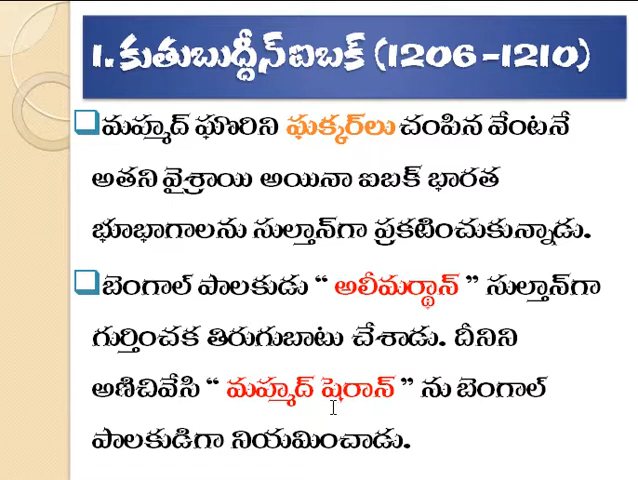 1. కుతుబుద్దీన్ఐబక్ (1206 -1210)
మహ్మద్ ఘొరిని ఘక్కర్‌లు చంపిన వేంటనే
అతని వైశ్రాయి అయినా ఐబక్ భారత
భూభాగాలను సుల్తాన్‌గా ప్రకటించుకున్నాడు.
బెంగాల్ పాలకుడు “ అలీమర్ధాన్ ” సుల్తాన్‌గా
గుర్తించక తిరుగుబాటు చేశాడు. దీనిని
అణిచివేసి “ మహ్మద్ షెరాన్ ” ను బెంగాల్
పాలకుడిగా నియమించాడు.